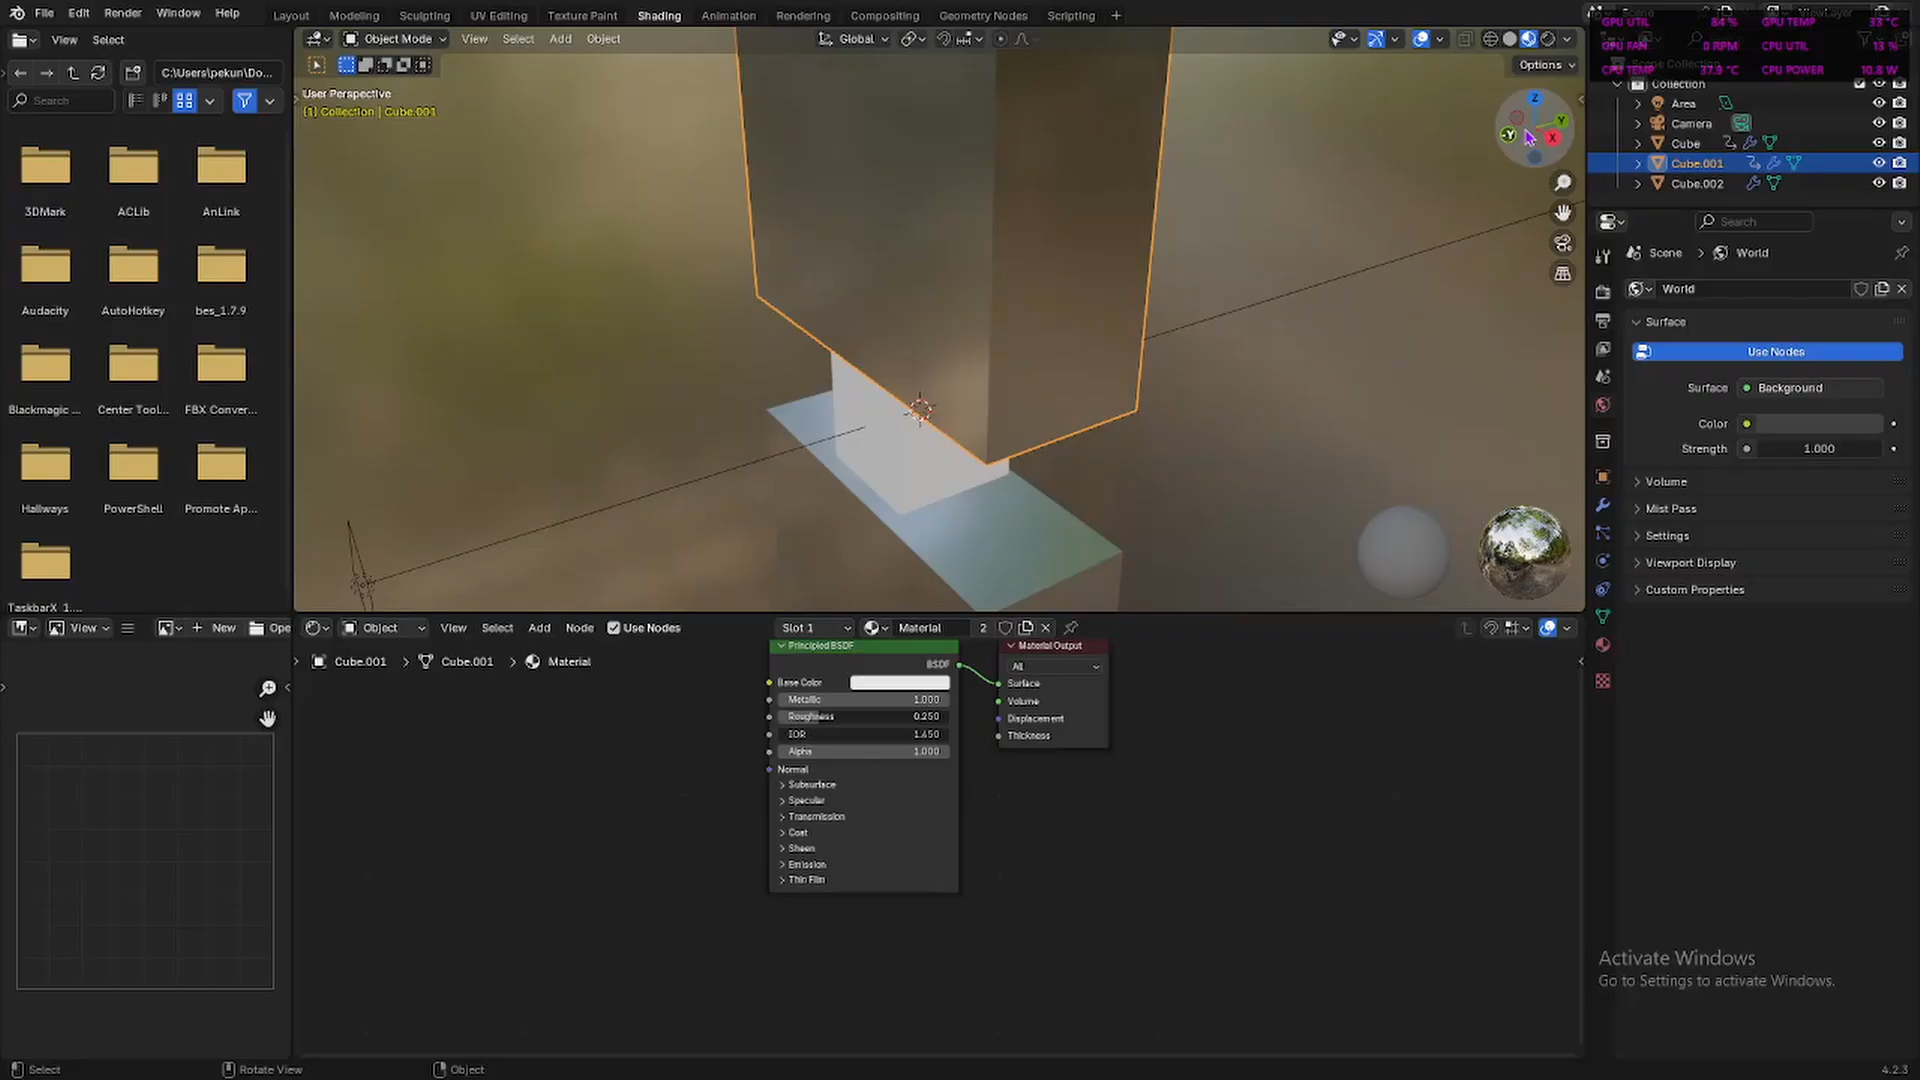 File Edit Render Window Help
Layout Modeling Sculpting UV Editing Texture Paint Shading Animation Rendering Compositing Geometry Nodes Scripting +
GPU UTIL 84 % GPU TEMP 33 °C
GPU FAN 0 RPM CPU UTIL 13 %
CPU TEMP 37.9 °C CPU POWER 10.8 W
View Select
Object Mode View Select Add Object
Global
C:\Users\pekun\Do...
Search
Options
User Perspective
(1) Collection | Cube.001
Z
Y
-Y
X
3DMark ACLib AnLink
Audacity AutoHotkey bes_1.7.9
Blackmagic ... Center Tool... FBX Conver...
Hallways PowerShell Promote Ap...
TaskbarX_1....
Collection
Area
Camera
Cube
Cube.001
Cube.002
Search
Scene > World
World
Surface
Use Nodes
Surface Background
Color
Strength 1.000
Volume
Mist Pass
Settings
Viewport Display
Custom Properties
View New Ope
Object View Select Add Node Use Nodes
Slot 1 Material 2
Cube.001 > Cube.001 > Material
Principled BSDF
BSDF
Base Color
Metallic 1.000
Roughness 0.250
IOR 1.450
Alpha 1.000
Normal
Subsurface
Specular
Transmission
Coat
Sheen
Emission
Thin Film
Material Output
All
Surface
Volume
Displacement
Thickness
Activate Windows
Go to Settings to activate Windows.
Select Rotate View Object
4.2.3